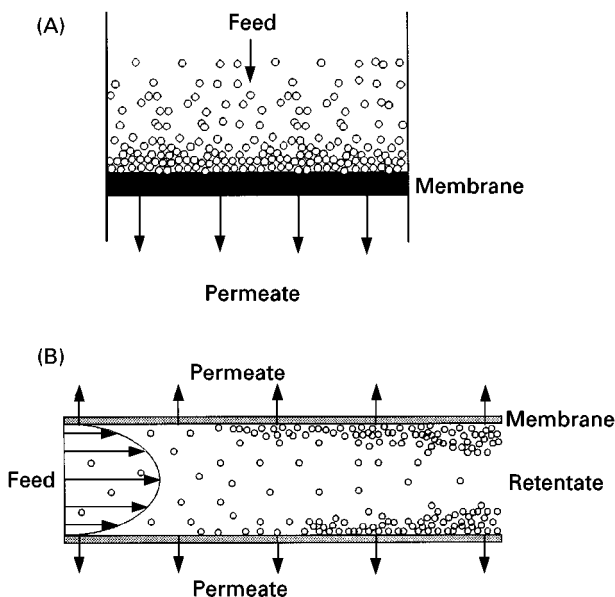 (A)
Feed
Membrane
Permeate
(B)
Permeate
Membrane
Feed
Retentate
Permeate